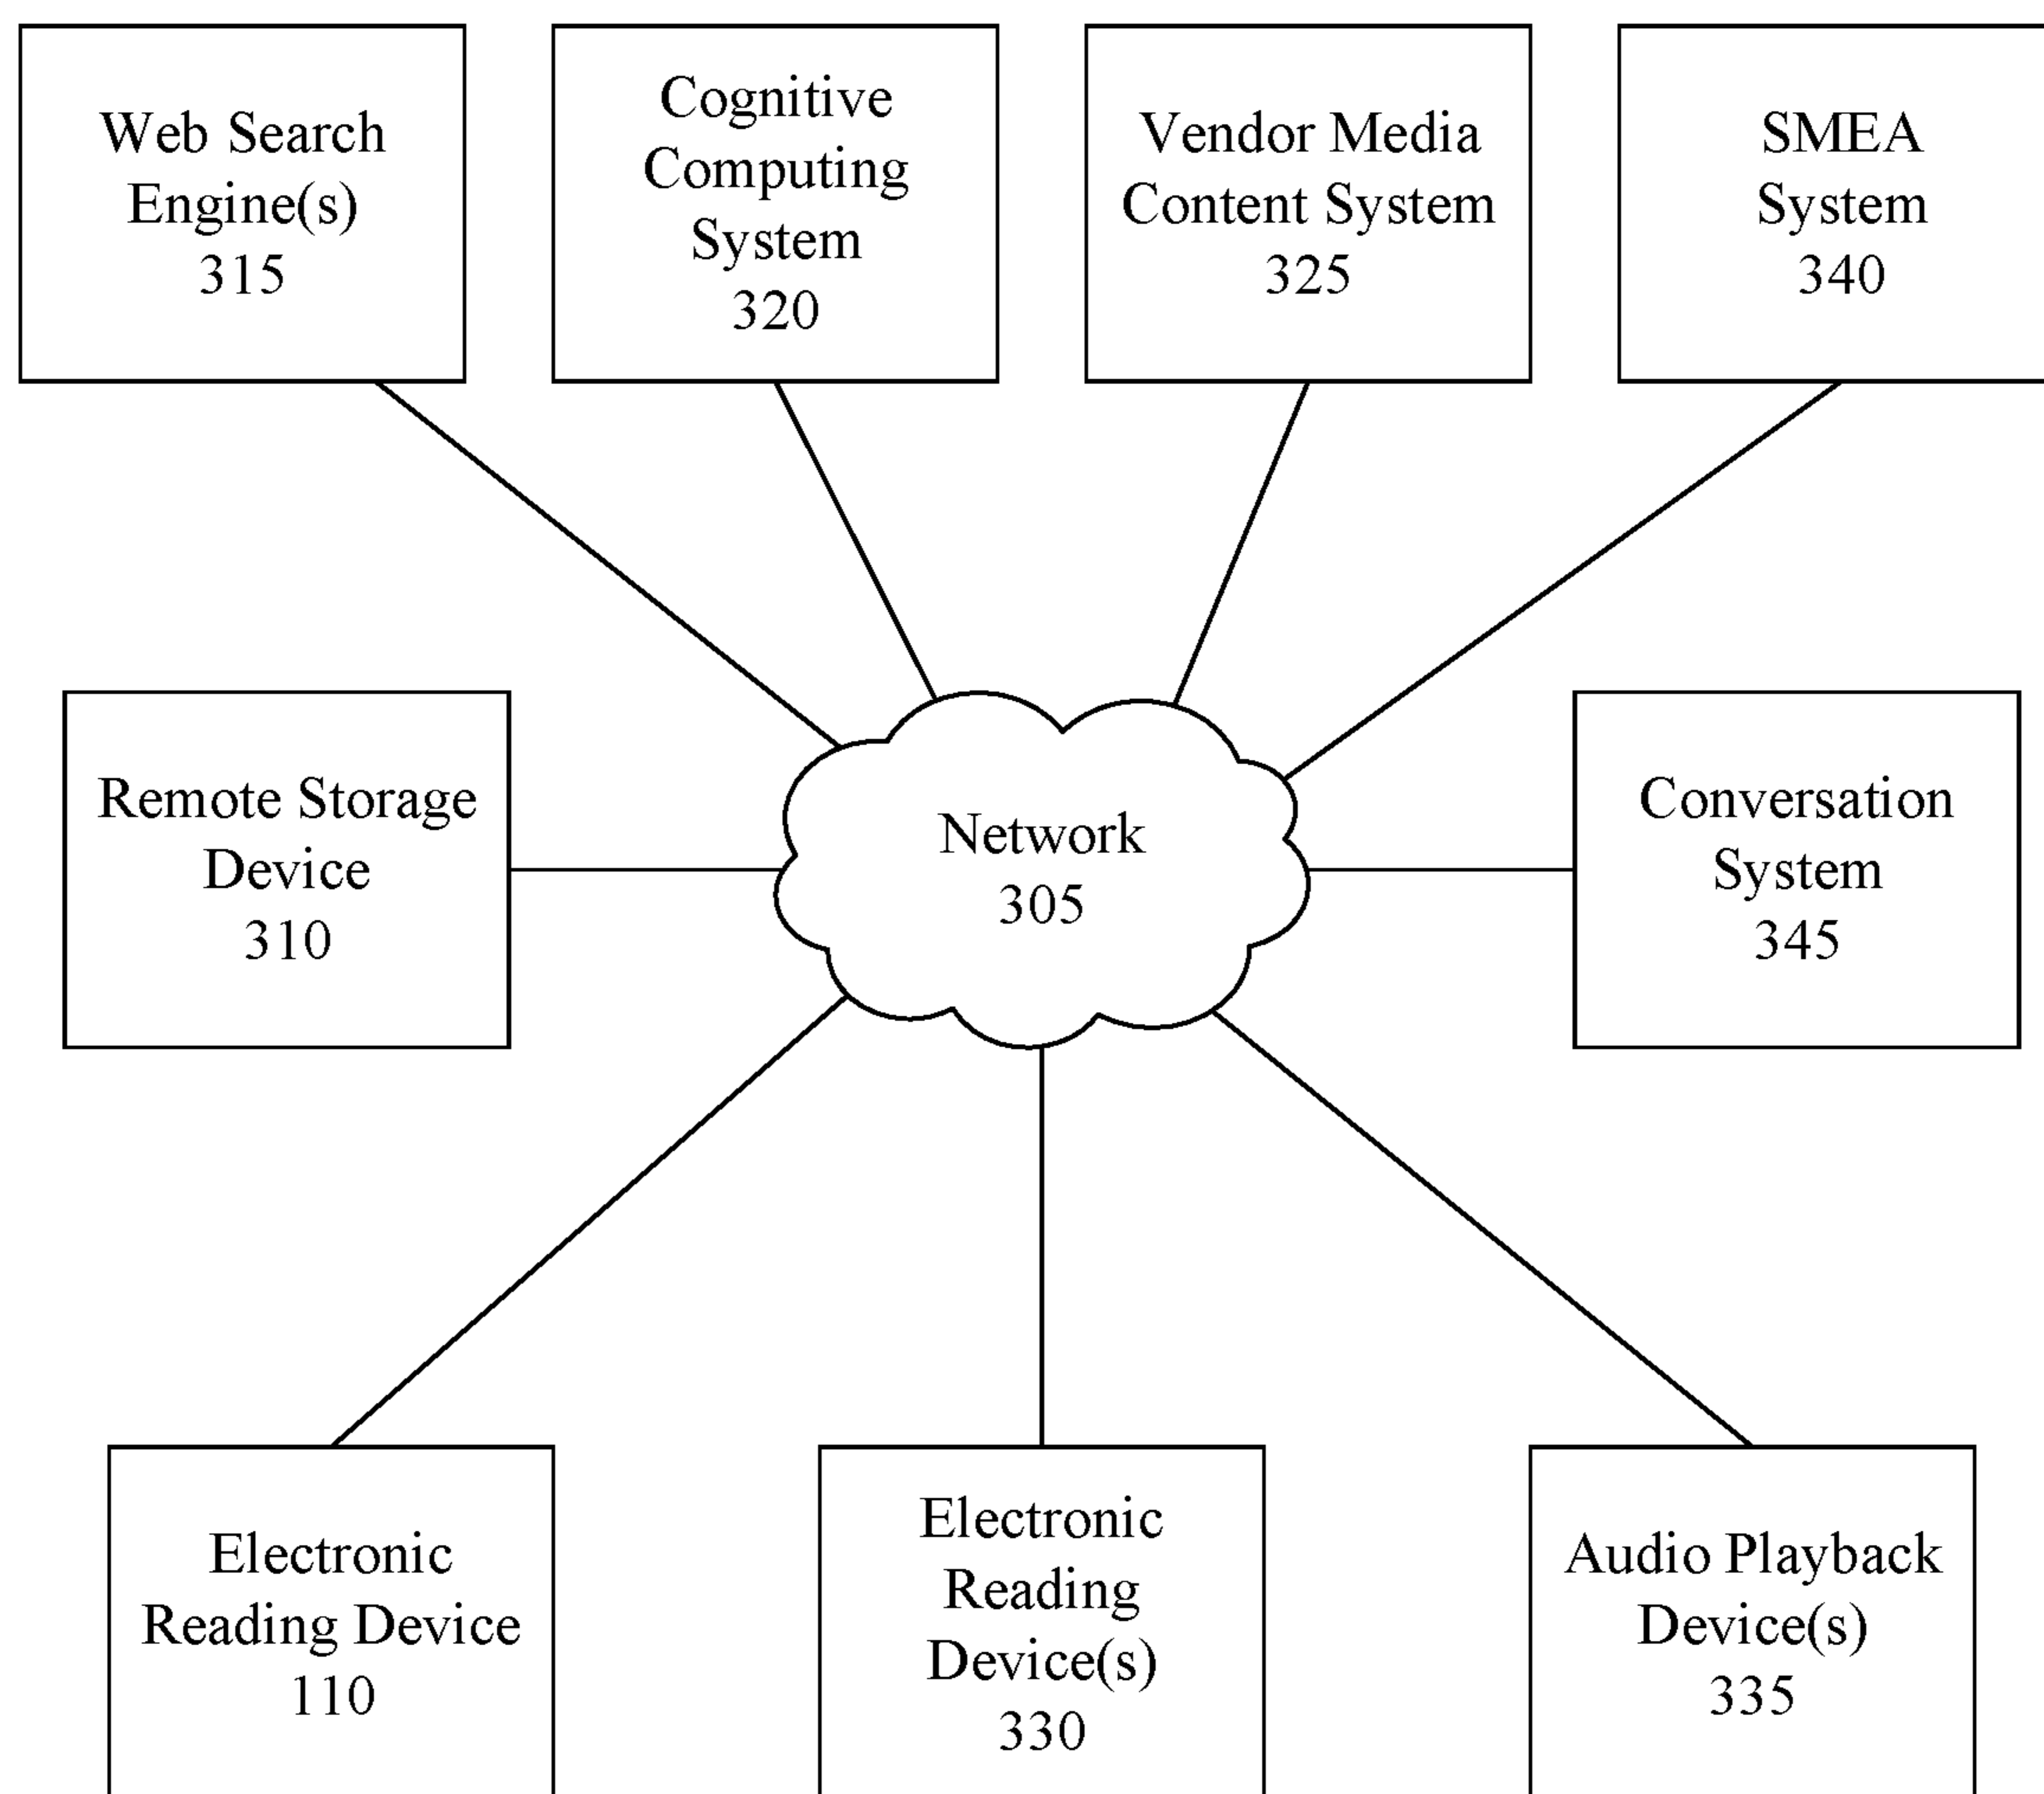 Web Search
Engine(s)
315
Cognitive
Computing
System
320
Vendor Media
Content System
325
SMEA
System
340
Remote Storage
Device
310
Network
305
Conversation
System
345
Electronic
Reading Device
110
Electronic
Reading
Device(s)
330
Audio Playback
Device(s)
335